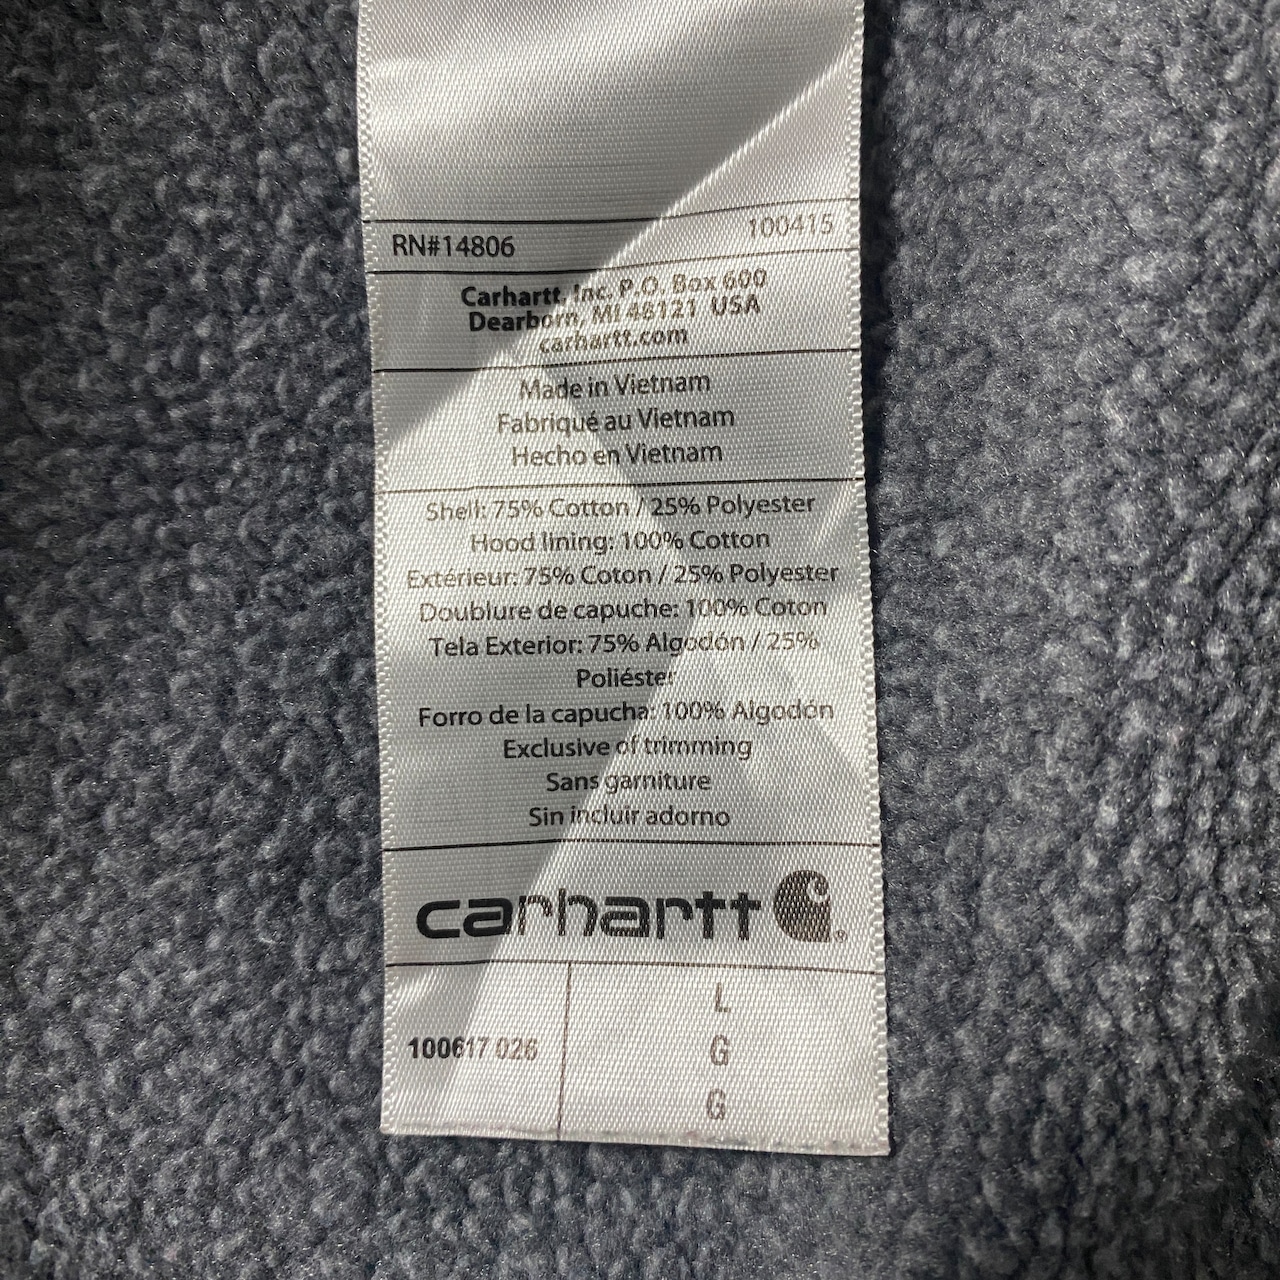 RN#14806 100415
Carhartt, Inc. P.O. Box 600
Dearborn, MI 48121 USA
carhartt.com
Made in Vietnam
Fabriqué au Vietnam
Hecho en Vietnam
Shell: 75% Cotton / 25% Polyester
Hood lining: 100% Cotton
Extérieur: 75% Coton / 25% Polyester
Doublure de capuche: 100% Coton
Tela Exterior: 75% Algodón / 25%
Poliéster
Forro de la capucha: 100% Algodón
Exclusive of trimming
Sans garniture
Sin incluir adorno
carhartt
L
100617 026 G
G